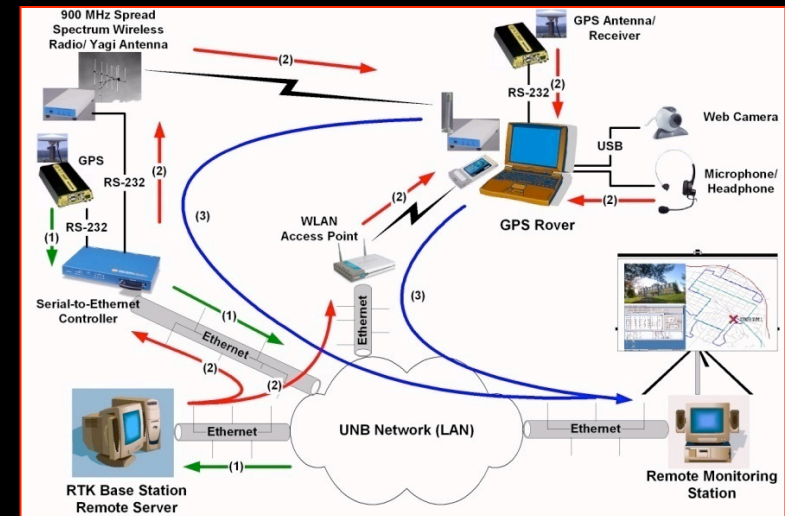 900 MHz Spread
Spectrum Wireless
Radio/ Yagi Antenna
(2)
GPS Antenna/
Receiver
RS-232
(2)
Web Camera
USB
Microphone/
Headphone
(2)
GPS Rover
GPS
RS-232
(2)
RS-232
(1)
(3)
WLAN
Access Point
(2)
Serial-to-Ethernet
Controller
(1)
Ethernet
Ethernet
(3)
(2)
(2)
Ethernet
UNB Network (LAN)
Ethernet
(1)
RTK Base Station
Remote Server
Remote Monitoring
Station